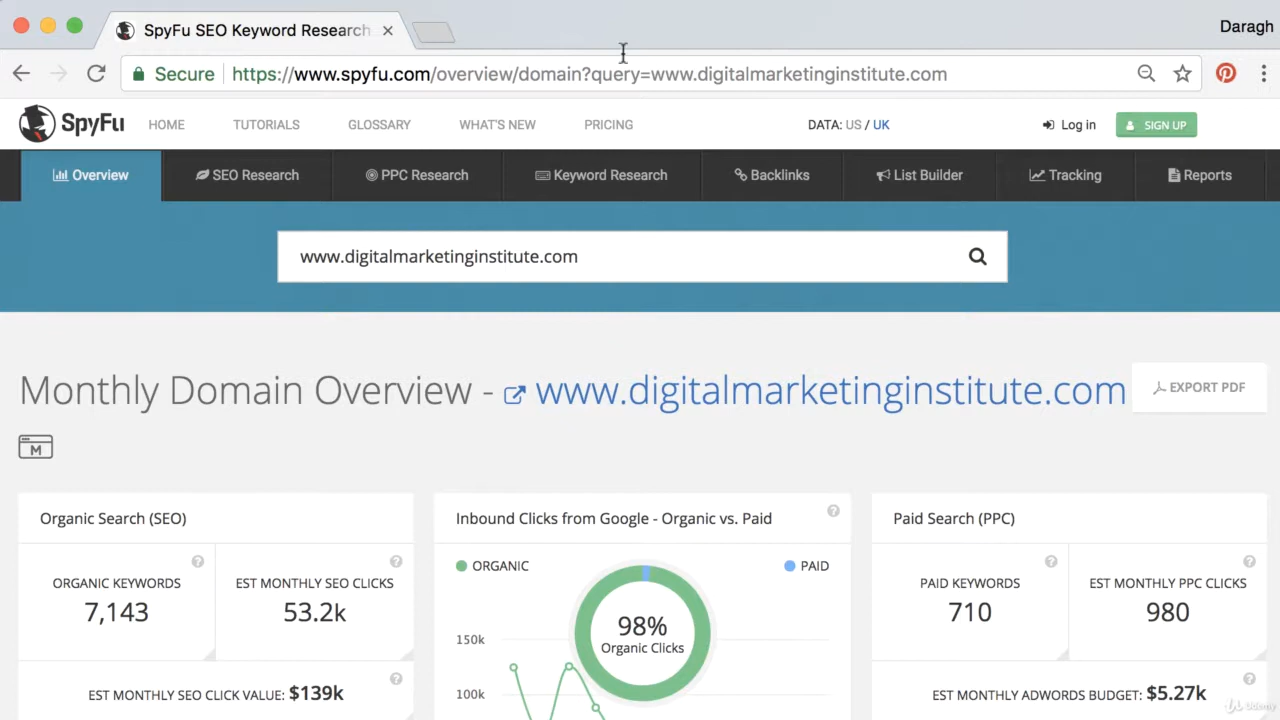 SpyFu SEO Keyword Research
Daragh
Secure https://www.spyfu.com/overview/domain?query=www.digitalmarketinginstitute.com
SpyFu HOME TUTORIALS GLOSSARY WHAT'S NEW PRICING DATA: US / UK Log in SIGN UP
Overview SEO Research PPC Research Keyword Research Backlinks List Builder Tracking Reports
www.digitalmarketinginstitute.com
Monthly Domain Overview - www.digitalmarketinginstitute.com EXPORT PDF
M
Organic Search (SEO)
ORGANIC KEYWORDS
7,143
EST MONTHLY SEO CLICKS
53.2k
EST MONTHLY SEO CLICK VALUE: $139k
Inbound Clicks from Google - Organic vs. Paid
ORGANIC PAID
98%
Organic Clicks
150k
100k
Paid Search (PPC)
PAID KEYWORDS
710
EST MONTHLY PPC CLICKS
980
EST MONTHLY ADWORDS BUDGET: $5.27k
Udemy